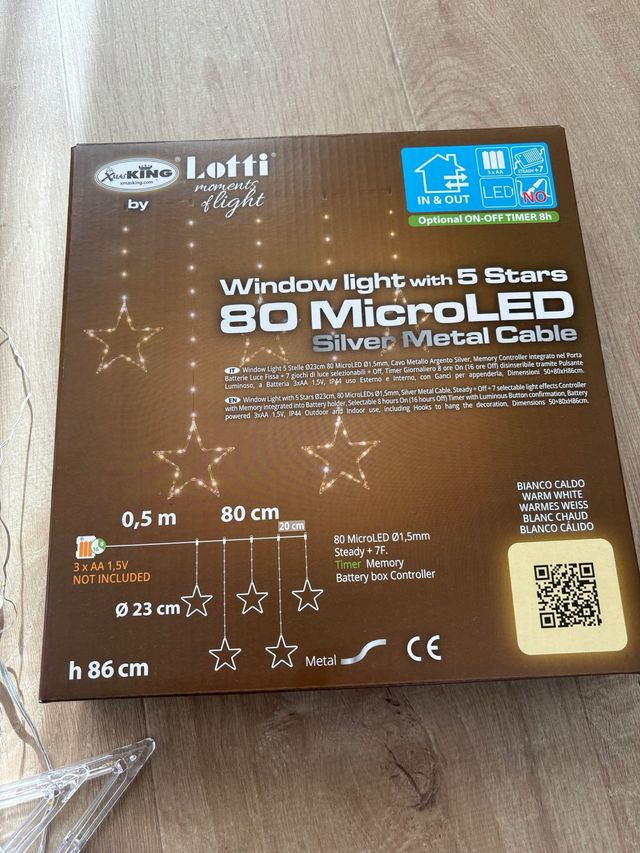 XMASKING
xmasking.com
by
Lotti
moments
of light
IN & OUT
3 x AA
STEADY+7
LED
NO
Optional ON-OFF TIMER 8h
Window light with 5 Stars
80 MicroLED
Silver Metal Cable
IT Window Light 5 Stelle Ø23cm 80 MicroLED Ø1,5mm, Cavo Metallo Argento Silver, Memory Controller integrato nel Porta
Batterie Luce Fissa + 7 giochi di luce selezionabili + Off, Timer Giornaliero 8 ore On (16 ore Off) disinseribile tramite Pulsante
Luminoso, a Batteria 3xAA 1,5V, IP44 uso Esterno e Interno, con Ganci per appenderla, Dimensioni 50+80xH86cm.
EN Window Light with 5 Stars Ø23cm, 80 MicroLEDs Ø1,5mm, Silver Metal Cable, Steady + Off + 7 selectable light effects Controller
with Memory integrated into Battery holder, Selectable 8 hours On (16 hours Off) Timer with Luminous Button confirmation, Battery
powered 3xAA 1,5V, IP44 Outdoor and Indoor use, including Hooks to hang the decoration, Dimensions 50+80xH86cm.
0,5 m
80 cm
20 cm
3 x AA 1,5V
NOT INCLUDED
Ø 23 cm
h 86 cm
80 MicroLED Ø1,5mm
Steady + 7F.
Timer Memory
Battery box Controller
Metal
CE
BIANCO CALDO
WARM WHITE
WARMES WEISS
BLANC CHAUD
BLANCO CÁLIDO